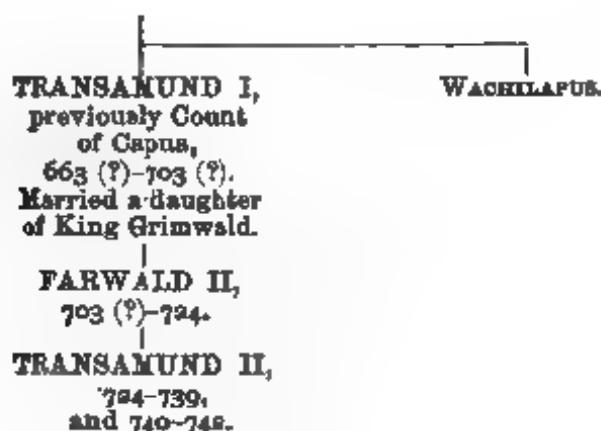 TRANSAMUND I,
previously Count
of Capua,
663 (?)-703 (?).
Married a daughter
of King Grimwald.
WACHILAPUS.
FARWALD II,
703 (?)-724.
TRANSAMUND II,
724-739,
and 740-742.